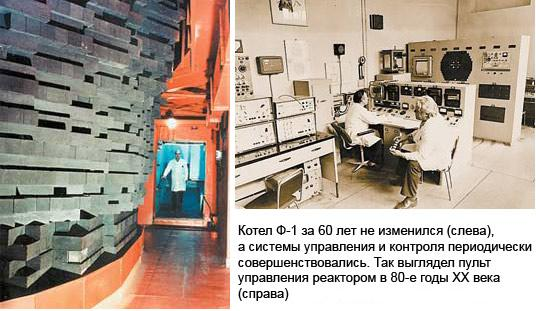 Котел Ф-1 за 60 лет не изменился (слева),
а системы управления и контроля периодически
совершенствовались. Так выглядел пульт
управления реактором в 80-е годы XX века
(справа)